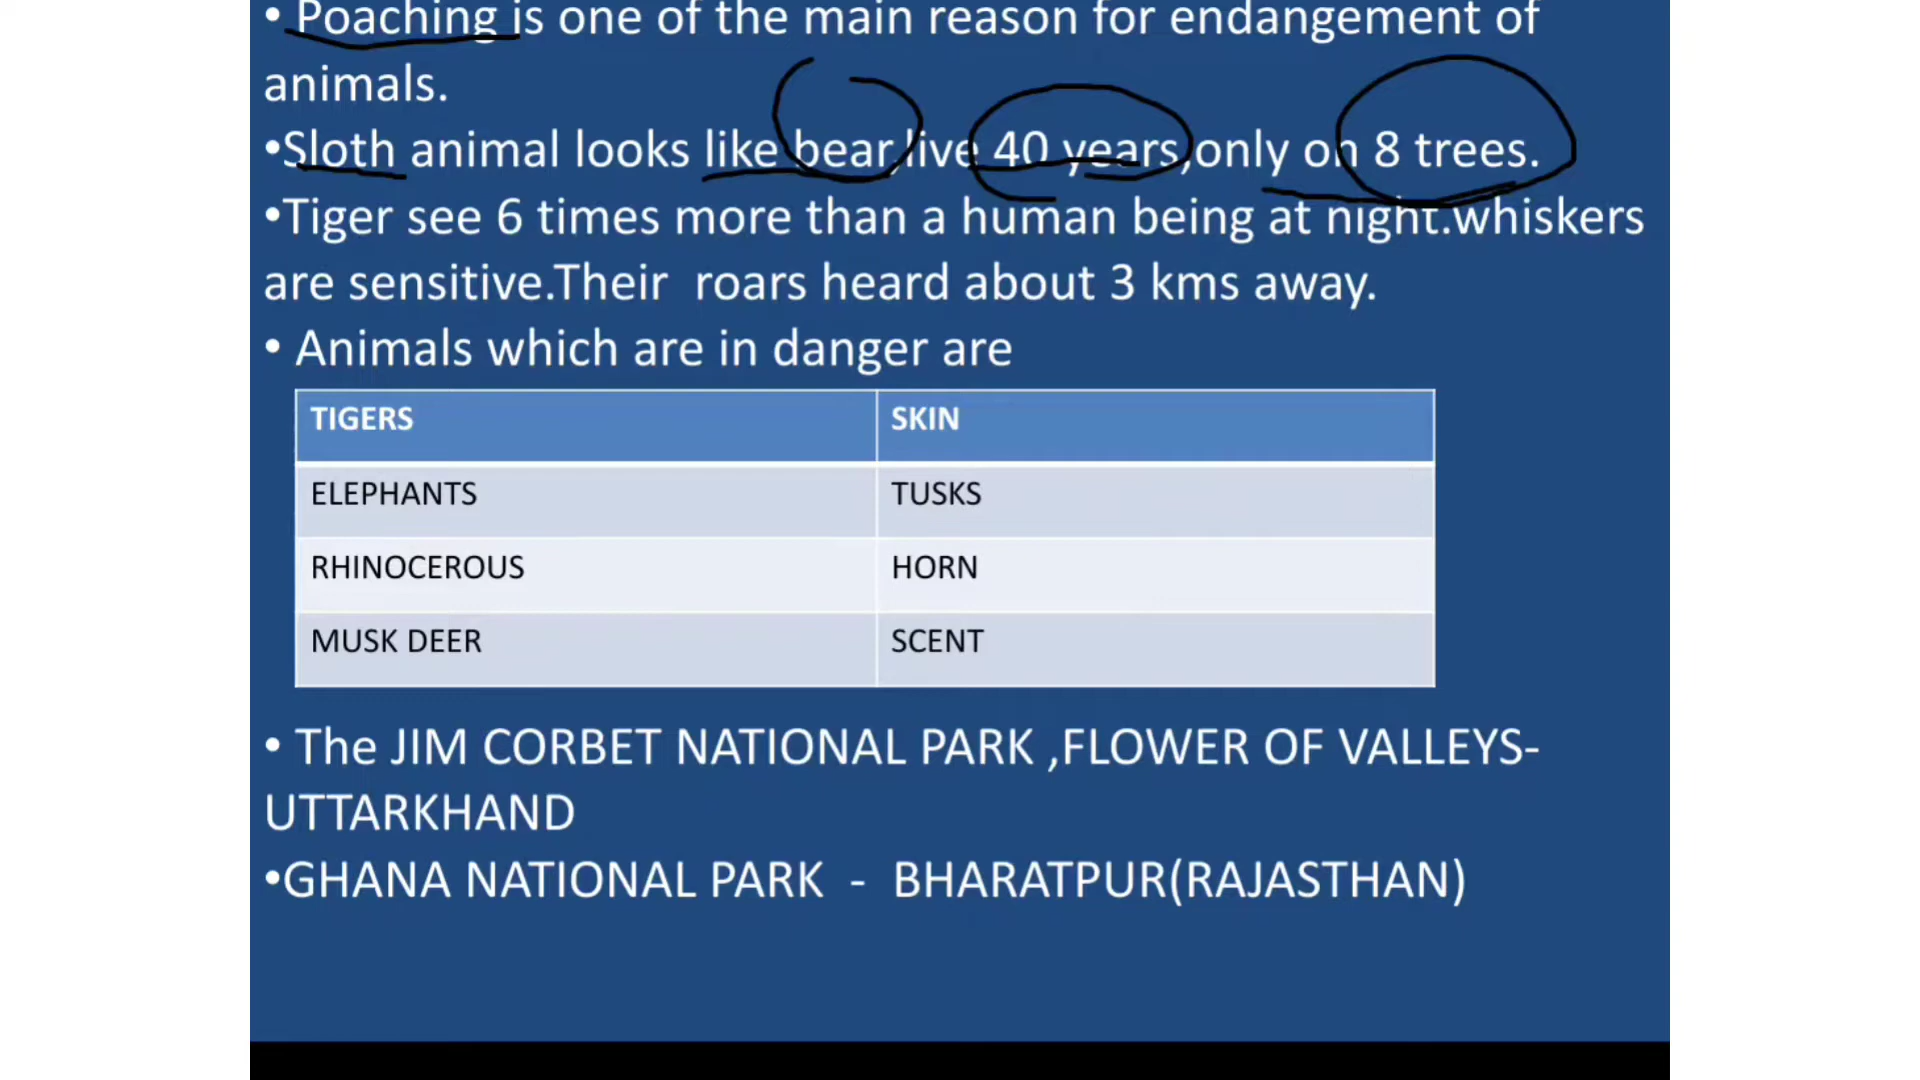 • Poaching is one of the main reason for endangement of
animals.
•Sloth animal looks like bear,live 40 years,only on 8 trees.
•Tiger see 6 times more than a human being at night.whiskers
are sensitive.Their  roars heard about 3 kms away.
• Animals which are in danger are
TIGERS SKIN
ELEPHANTS TUSKS
RHINOCEROUS HORN
MUSK DEER SCENT
• The JIM CORBET NATIONAL PARK ,FLOWER OF VALLEYS-
UTTARKHAND
•GHANA NATIONAL PARK  -  BHARATPUR(RAJASTHAN)